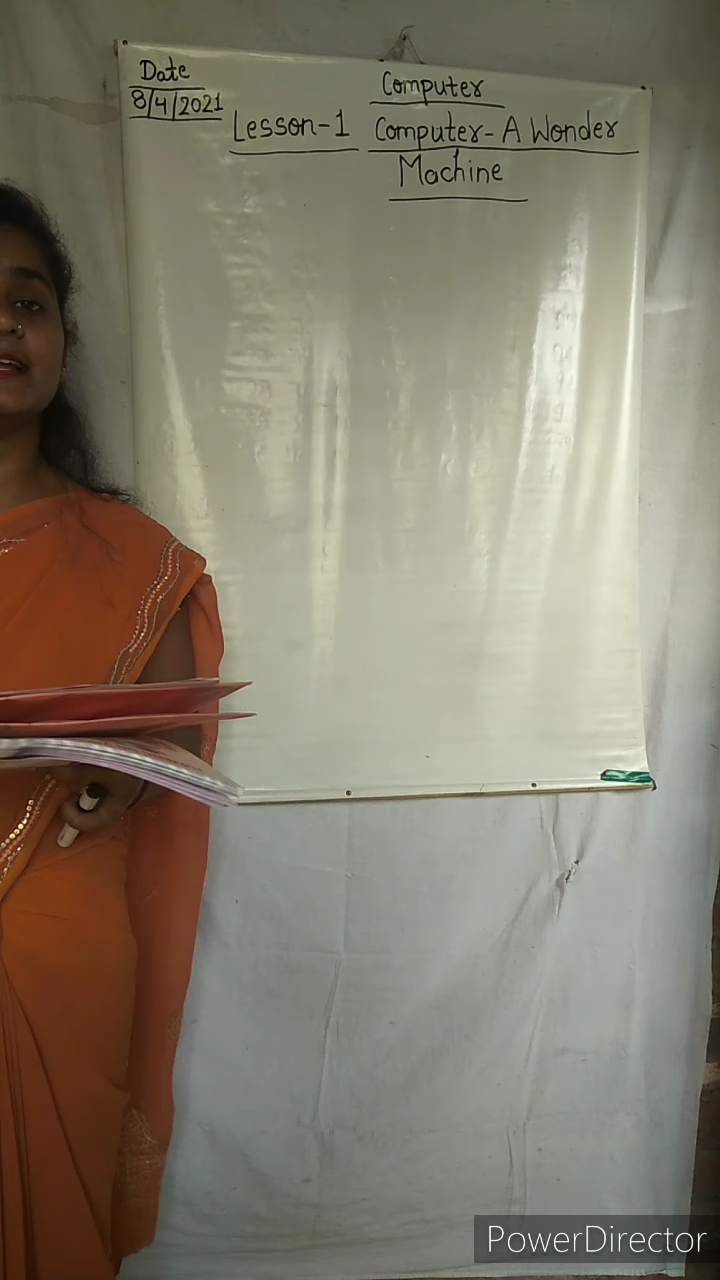 Date
8/4/2021
Computer
Lesson-1 Computer- A Wonder
Machine
PowerDirector